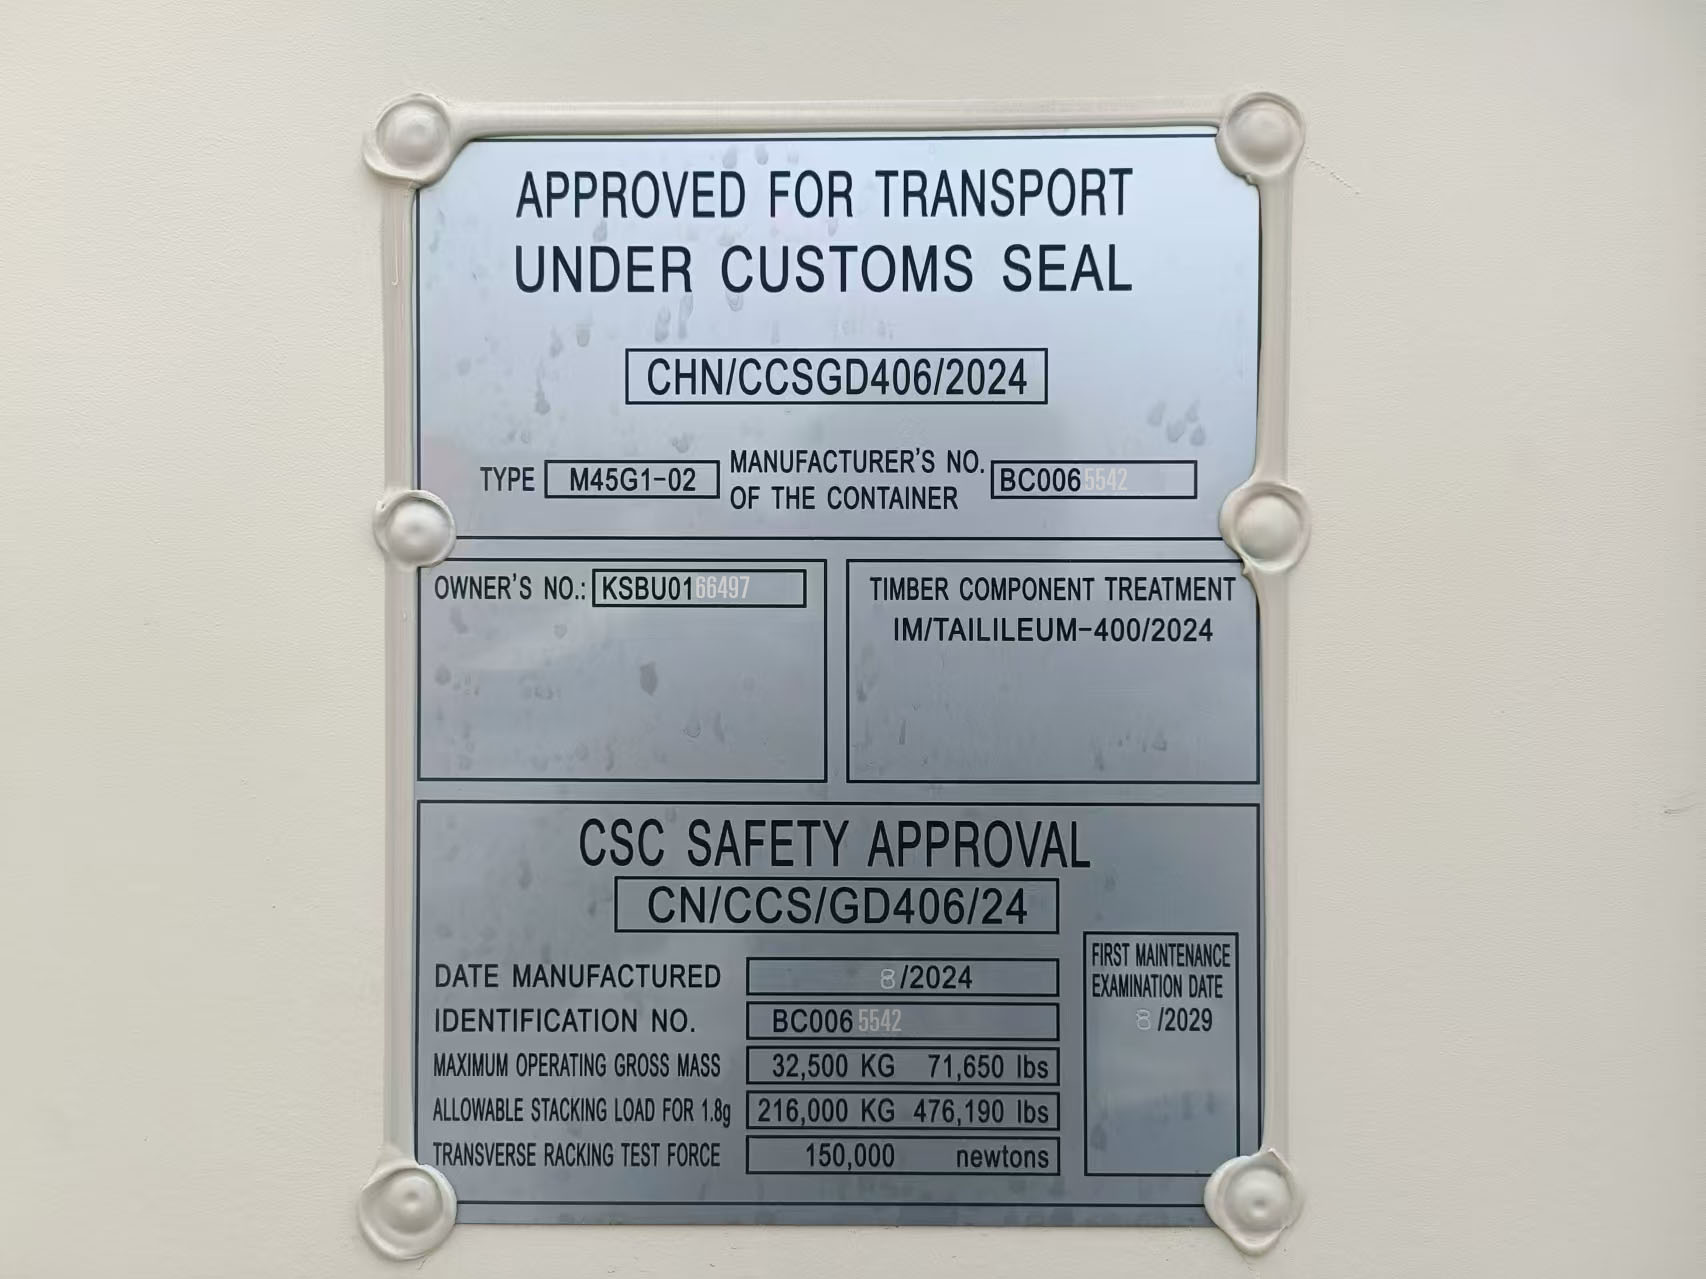 APPROVED FOR TRANSPORT
UNDER CUSTOMS SEAL
CHN/CCSGD406/2024
TYPE M45G1-02 MANUFACTURER'S NO. OF THE CONTAINER BC0065542
OWNER'S NO.: KSBU0166497
TIMBER COMPONENT TREATMENT
IM/TAILILEUM-400/2024
CSC SAFETY APPROVAL
CN/CCS/GD406/24
DATE MANUFACTURED 8/2024
IDENTIFICATION NO. BC0065542
MAXIMUM OPERATING GROSS MASS 32,500 KG 71,650 lbs
ALLOWABLE STACKING LOAD FOR 1.8g 216,000 KG 476,190 lbs
TRANSVERSE RACKING TEST FORCE 150,000 newtons
FIRST MAINTENANCE
EXAMINATION DATE
8/2029